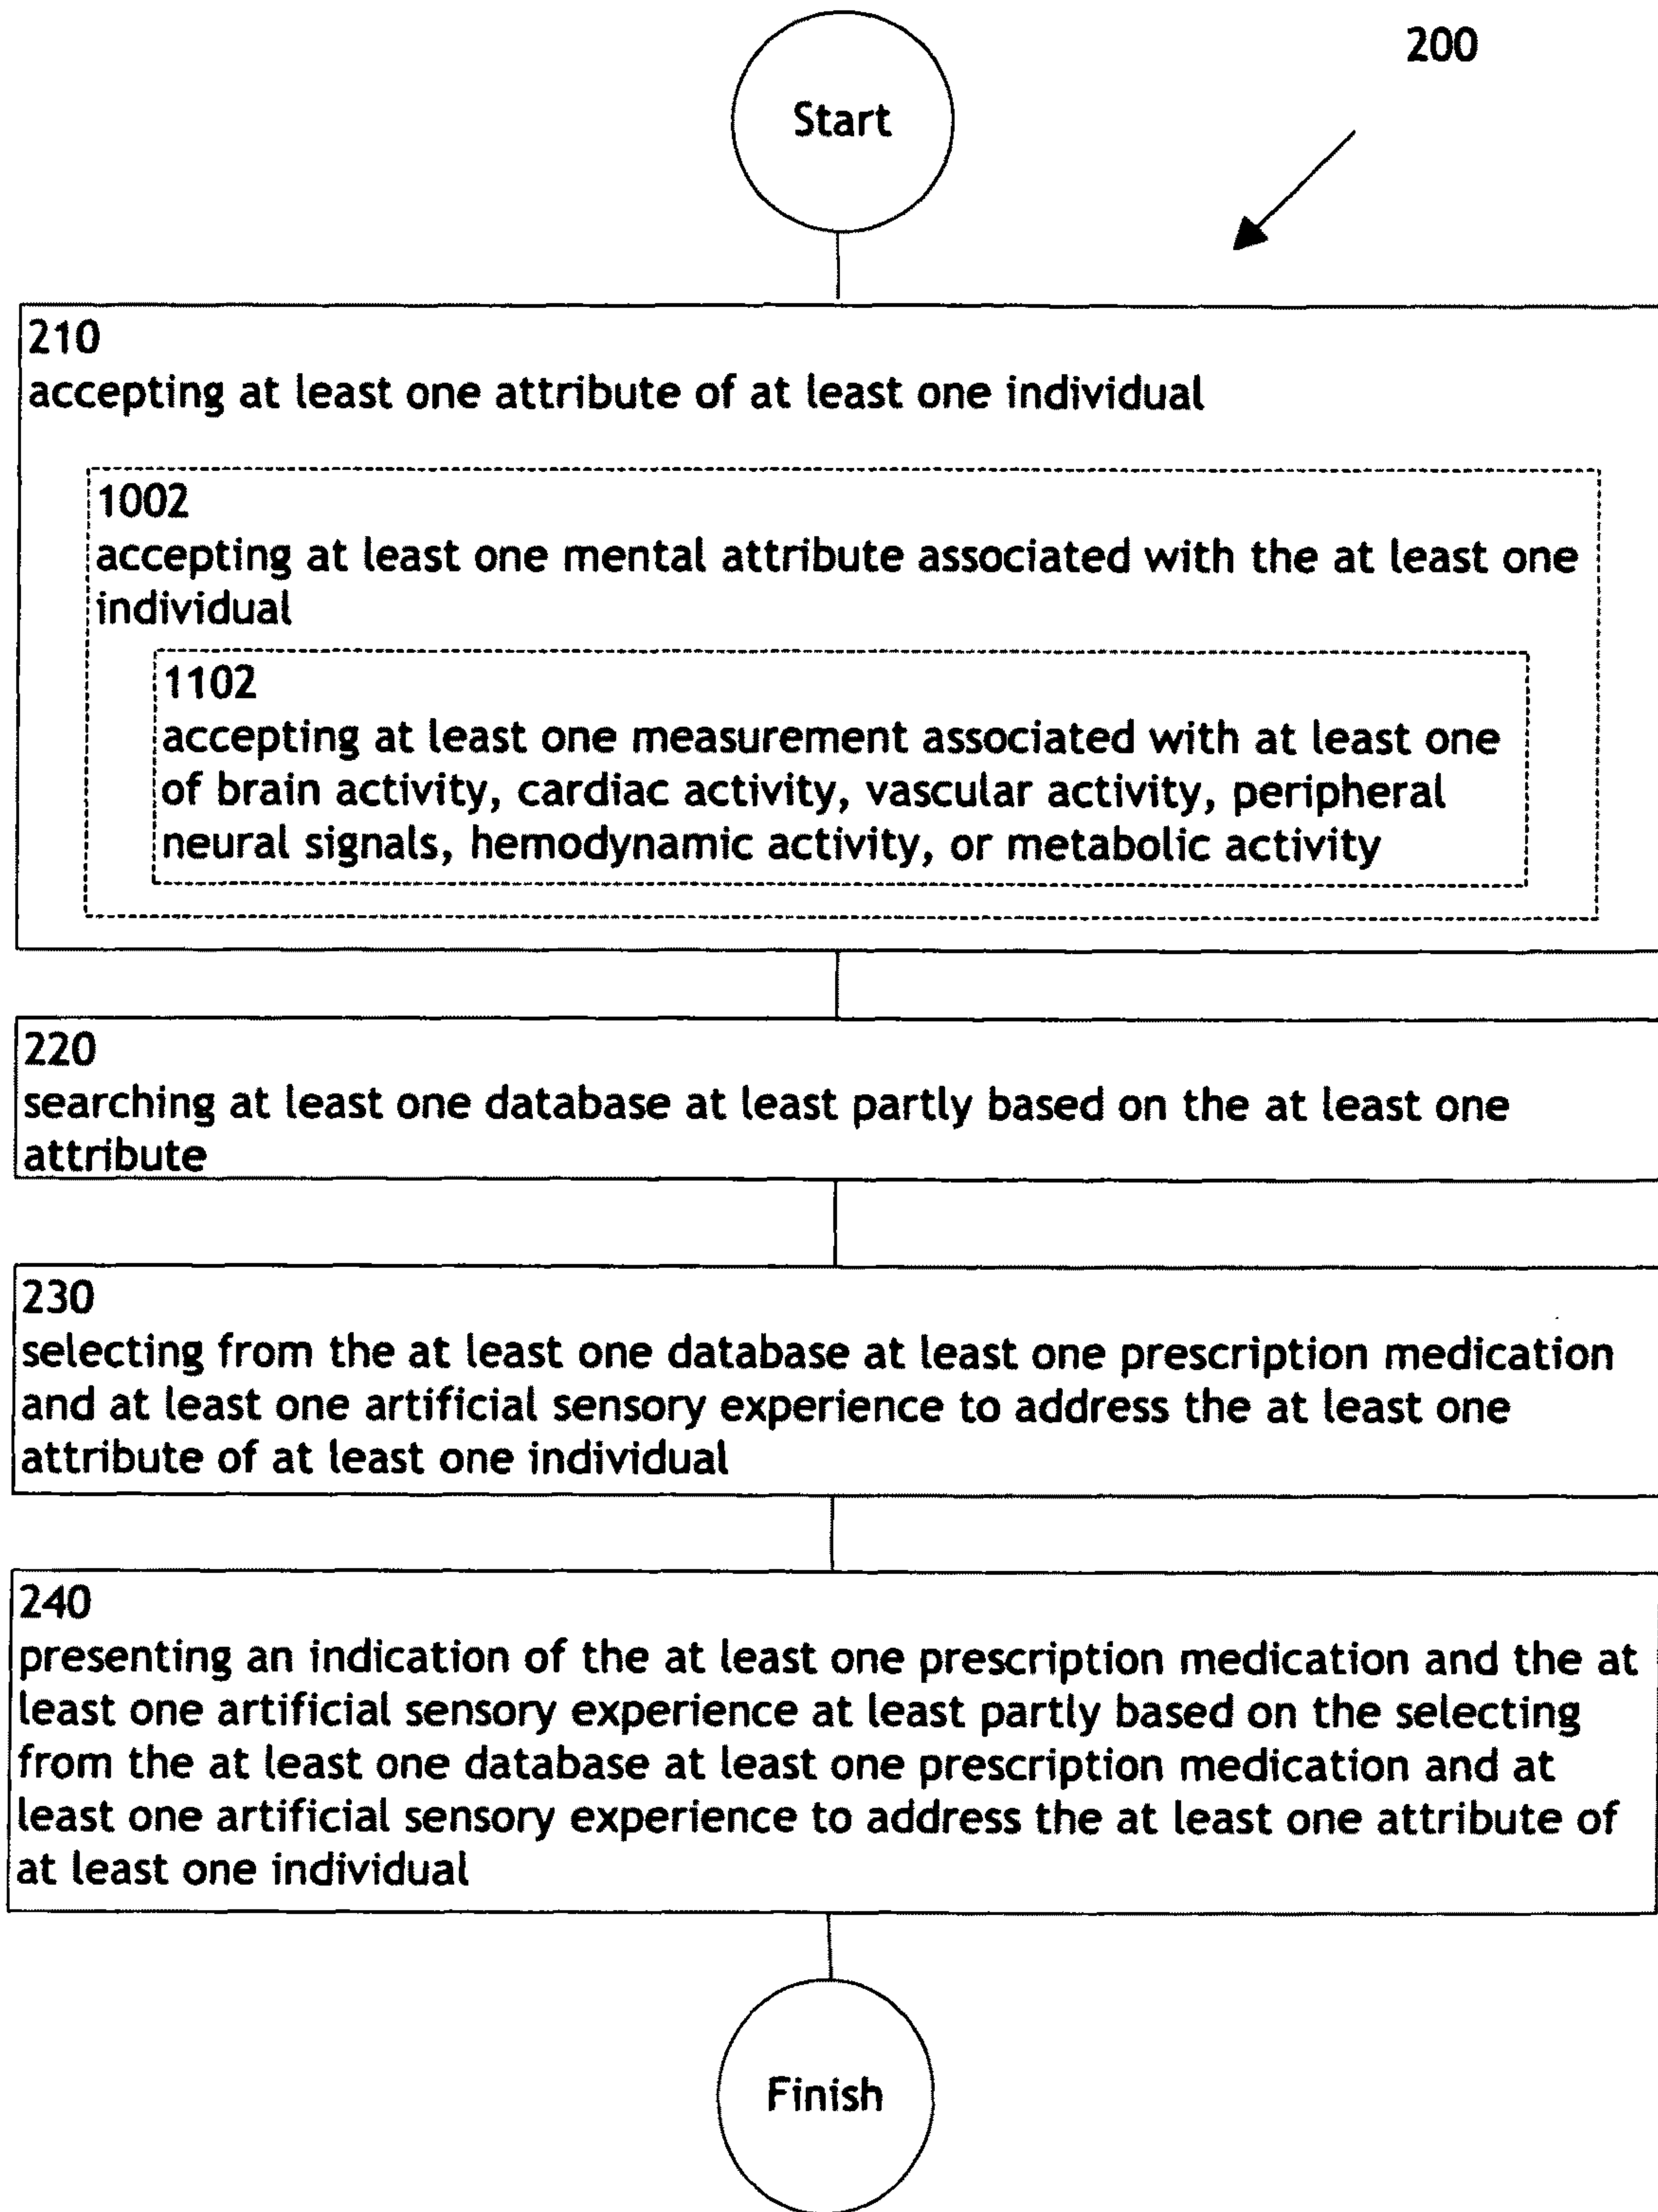 200
Start
210
accepting at least one attribute of at least one individual
1002
accepting at least one mental attribute associated with the at least one
individual
1102
accepting at least one measurement associated with at least one
of brain activity, cardiac activity, vascular activity, peripheral
neural signals, hemodynamic activity, or metabolic activity
220
searching at least one database at least partly based on the at least one
attribute
230
selecting from the at least one database at least one prescription medication
and at least one artificial sensory experience to address the at least one
attribute of at least one individual
240
presenting an indication of the at least one prescription medication and the at
least one artificial sensory experience at least partly based on the selecting
from the at least one database at least one prescription medication and at
least one artificial sensory experience to address the at least one attribute of
at least one individual
Finish